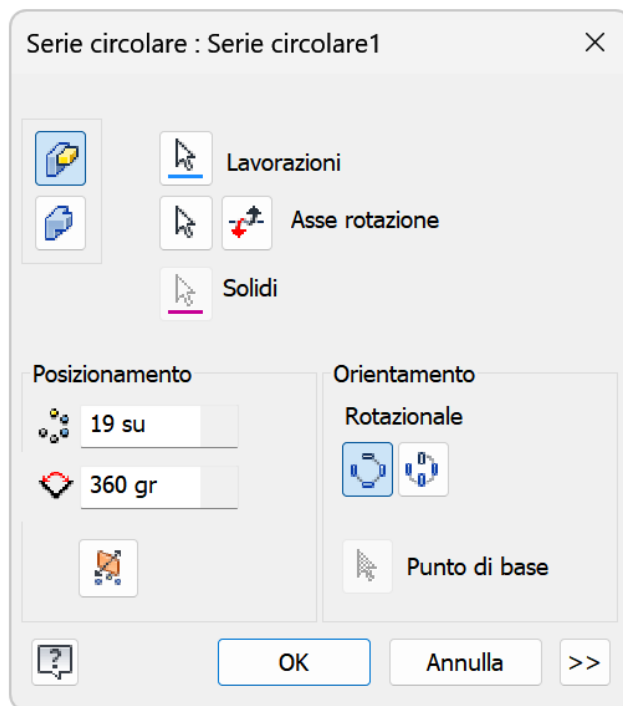 Serie circolare : Serie circolare1
Lavorazioni
Asse rotazione
Solidi
Posizionamento
19 su
360 gr
Orientamento
Rotazionale
Punto di base
?
OK
Annulla
>>